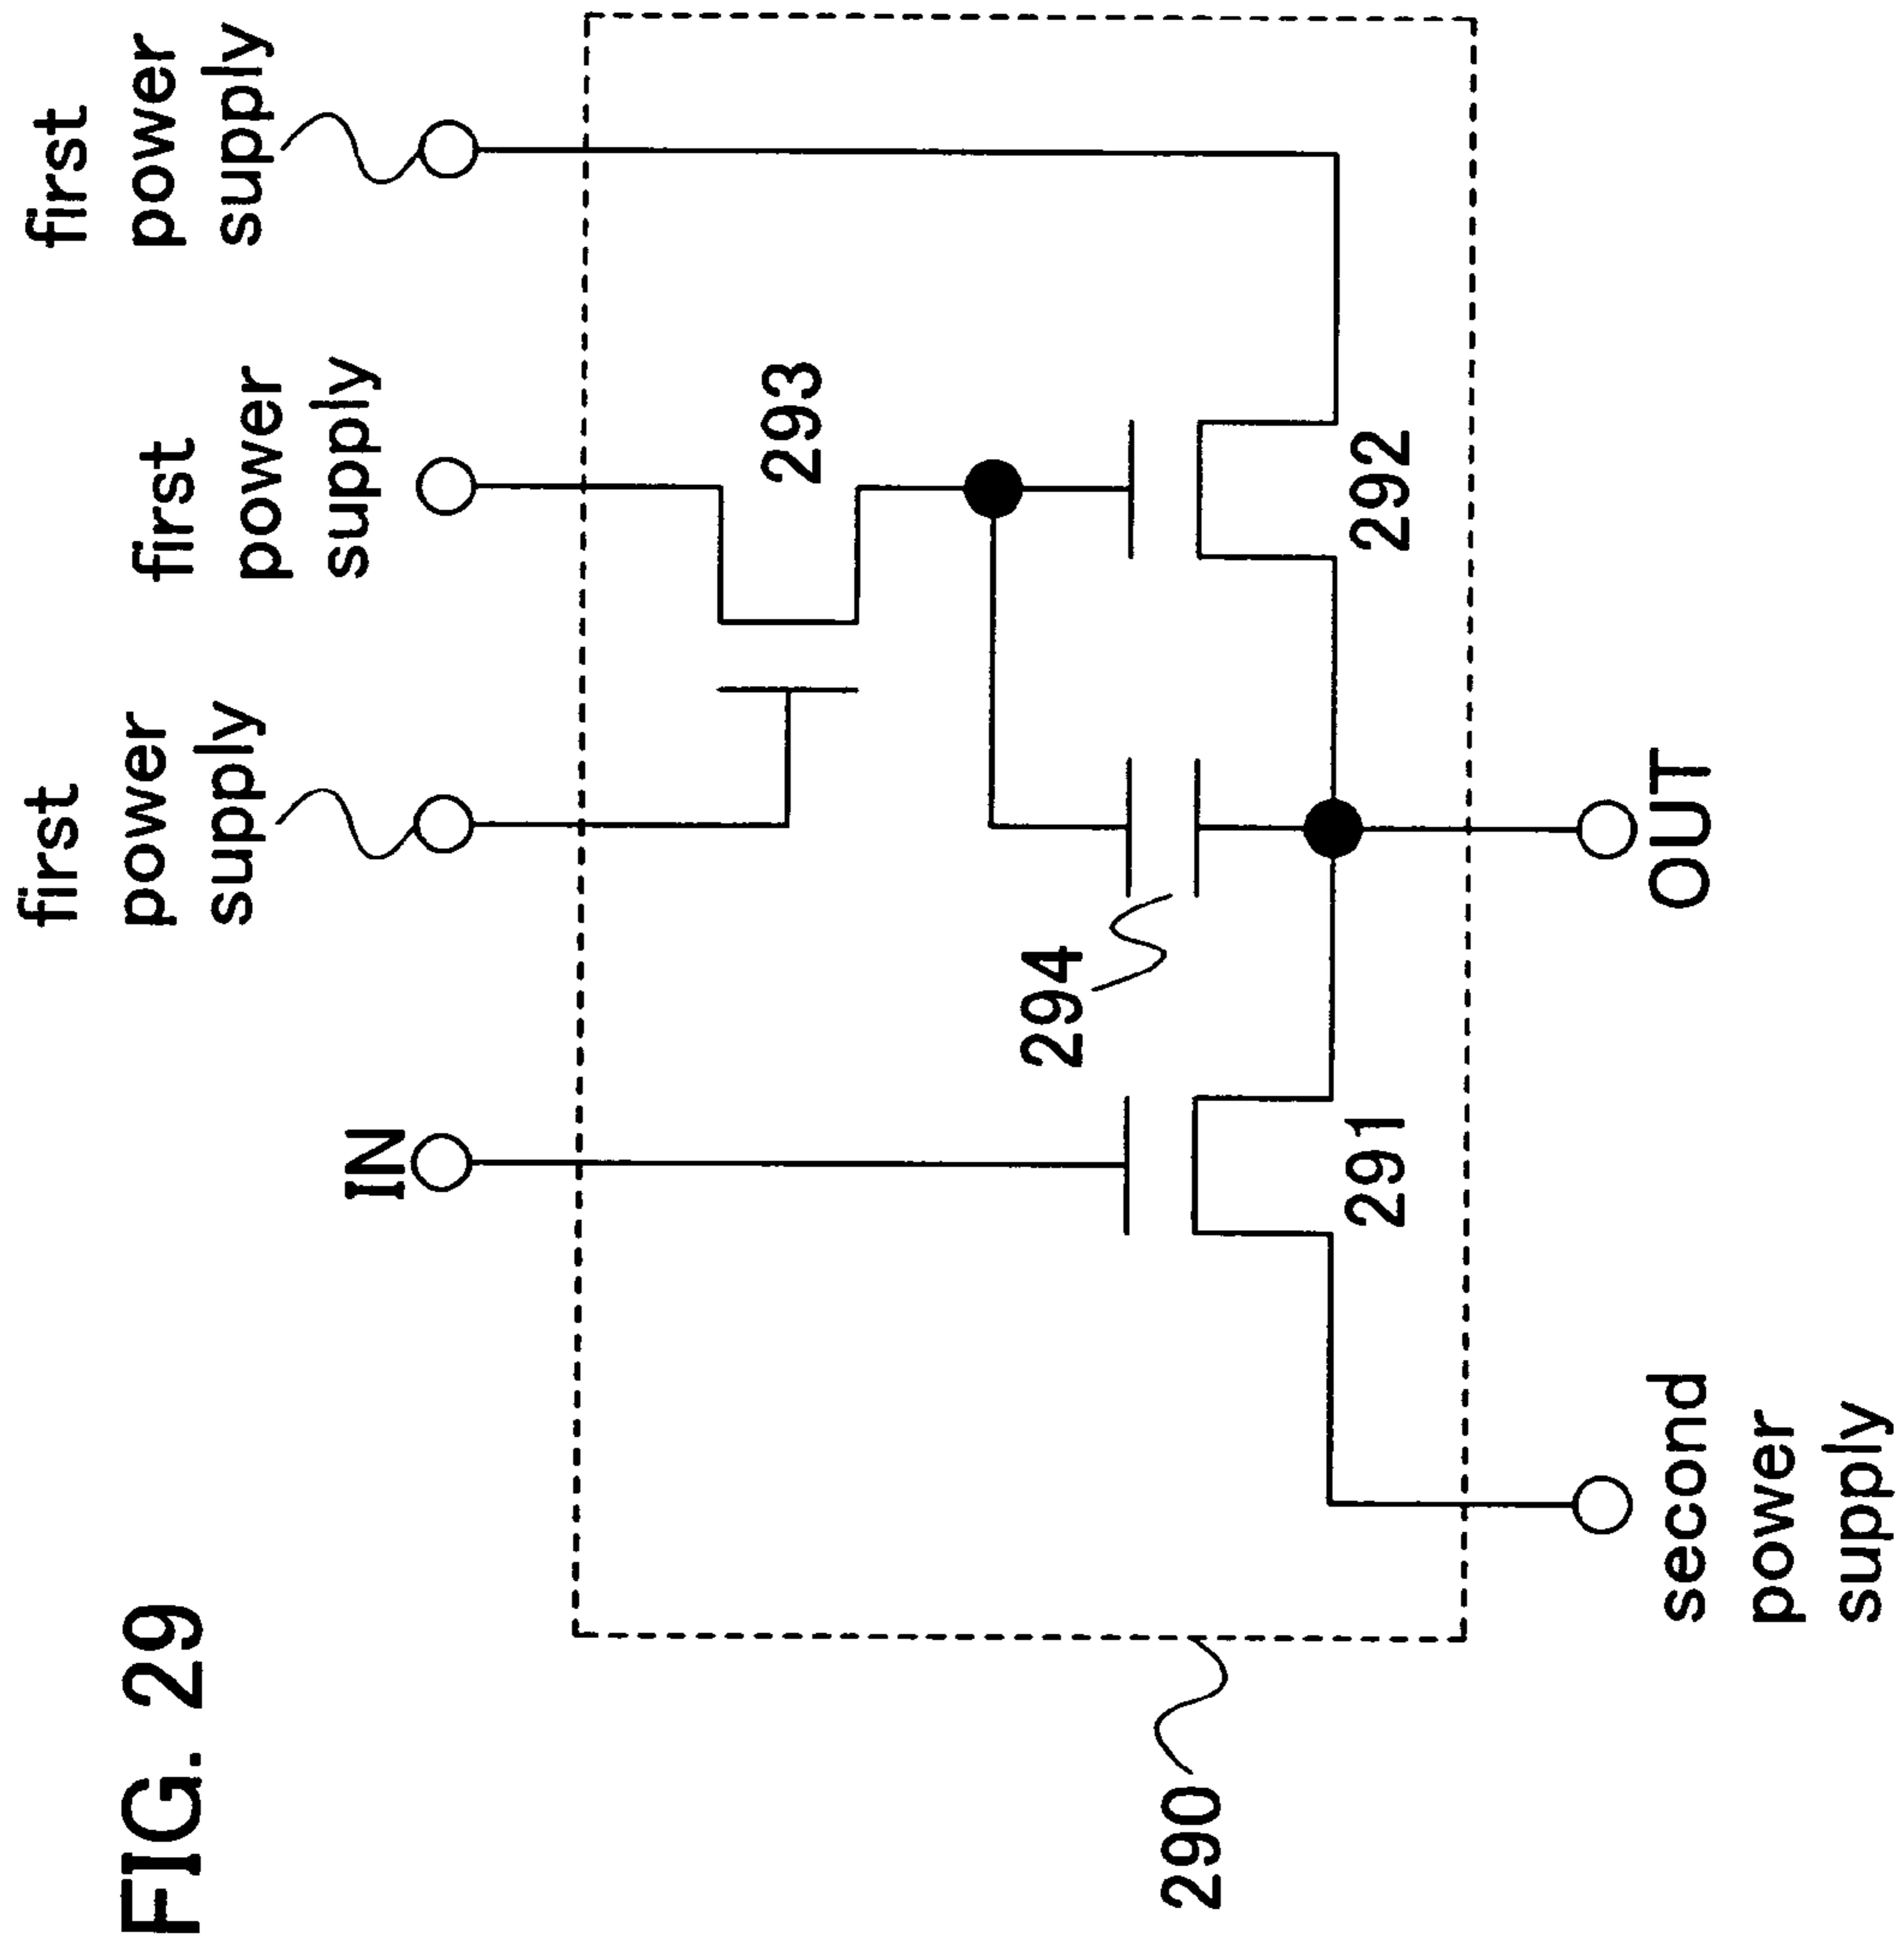 FIG. 29
first
power
supply
first
power
supply
first
power
supply
IN
293
294
292
291
290
OUT
second
power
supply